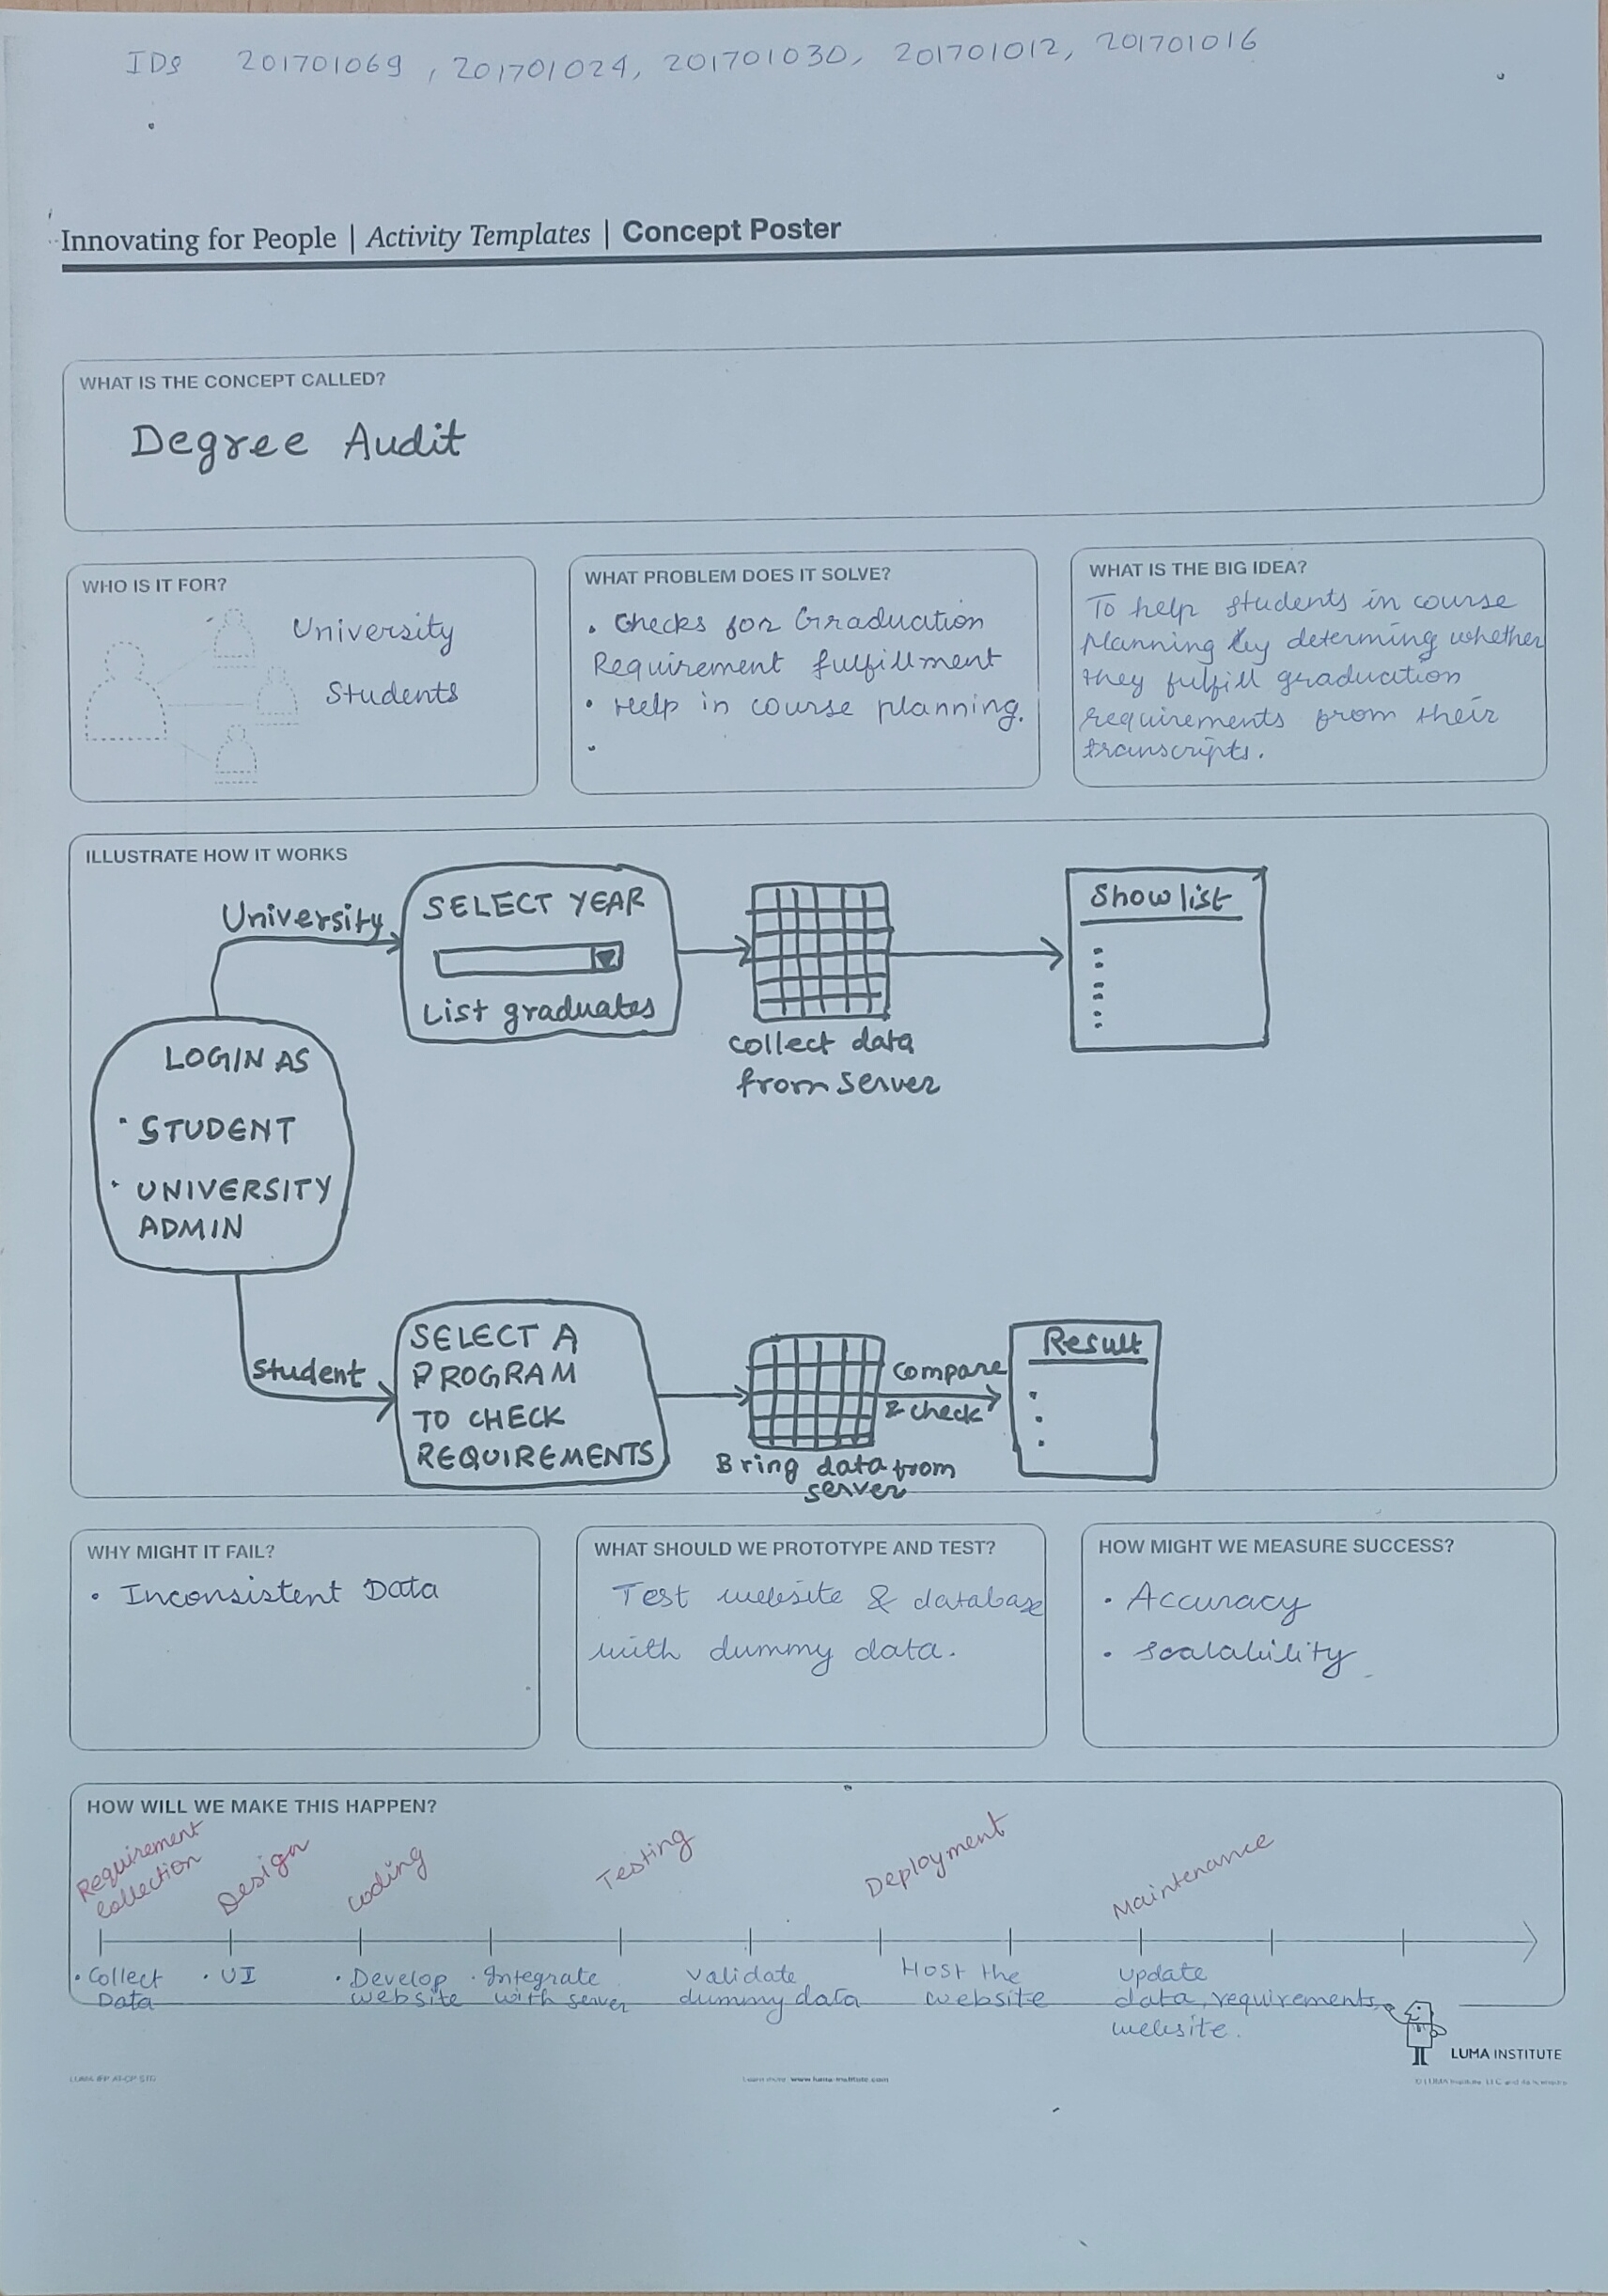 IDs 201701069, 201701024, 201701030, 201701012, 201701016
Innovating for People | Activity Templates | Concept Poster
WHAT IS THE CONCEPT CALLED?
Degree Audit
WHO IS IT FOR?
University
Students
WHAT PROBLEM DOES IT SOLVE?
• Checks for Graduation
Requirement fulfillment
• Help in course planning.
WHAT IS THE BIG IDEA?
To help students in course
planning by determing whether
they fulfill graduation
requirements from their
transcripts.
ILLUSTRATE HOW IT WORKS
University
SELECT YEAR
List graduates
collect data
from server
Show list
LOGIN AS
• STUDENT
• UNIVERSITY
ADMIN
Student
SELECT A
PROGRAM
TO CHECK
REQUIREMENTS
Bring data from
server
Compare
& check
Result
WHY MIGHT IT FAIL?
• Inconsistent Data
WHAT SHOULD WE PROTOTYPE AND TEST?
Test website & database
with dummy data.
HOW MIGHT WE MEASURE SUCCESS?
• Accuracy
• Scalability
HOW WILL WE MAKE THIS HAPPEN?
Requirement
collection
Design
Coding
Testing
Deployment
Maintenance
• Collect
Data
• UI
• Develop
website
• Integrate
with server
Validate
dummy data
Host the
website
Update
data, requirements,
website.
LUMA INSTITUTE
www.luma-institute.com